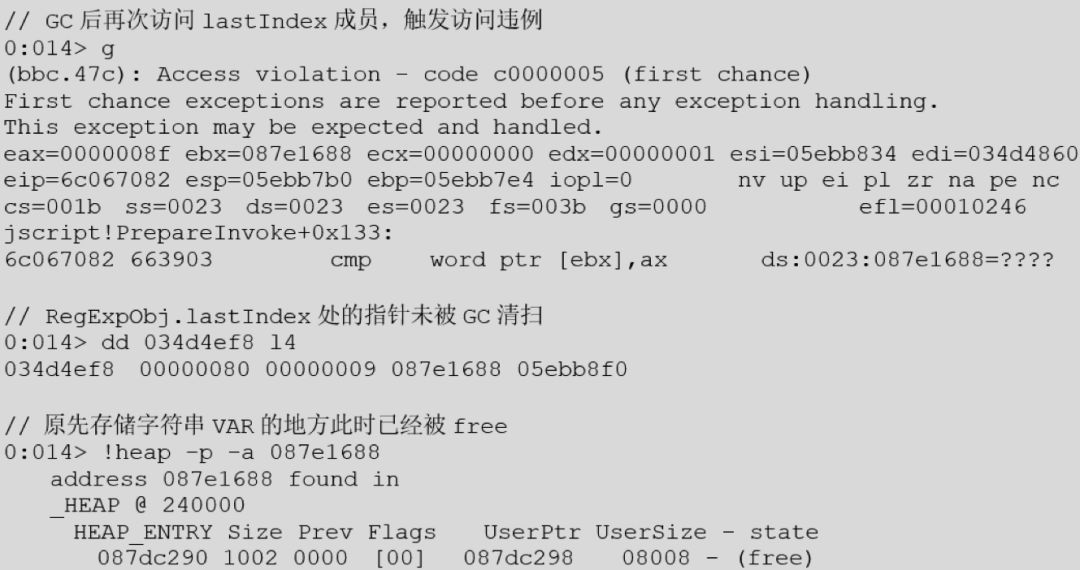 // GC 后再次访问 lastIndex 成员，触发访问违例
0:014> g
(bbc.47c): Access violation - code c0000005 (first chance)
First chance exceptions are reported before any exception handling.
This exception may be expected and handled.
eax=0000008f ebx=087e1688 ecx=00000000 edx=00000001 esi=05ebb834 edi=034d4860
eip=6c067082 esp=05ebb7b0 ebp=05ebb7e4 iopl=0 nv up ei pl zr na pe nc
cs=001b ss=0023 ds=0023 es=0023 fs=003b gs=0000 efl=00010246
jscript!PrepareInvoke+0x133:
6c067082 663903 cmp word ptr [ebx],ax ds:0023:087e1688=????
// RegExpObj.lastIndex 处的指针未被 GC 清扫
0:014> dd 034d4ef8 l4
034d4ef8 00000080 00000009 087e1688 05ebb8f0
// 原先存储字符串 VAR 的地方此时已经被 free
0:014> !heap -p -a 087e1688
address 087e1688 found in
_HEAP @ 240000
HEAP_ENTRY Size Prev Flags UserPtr UserSize - state
087dc290 1002 0000 [00] 087dc298 08008 - (free)